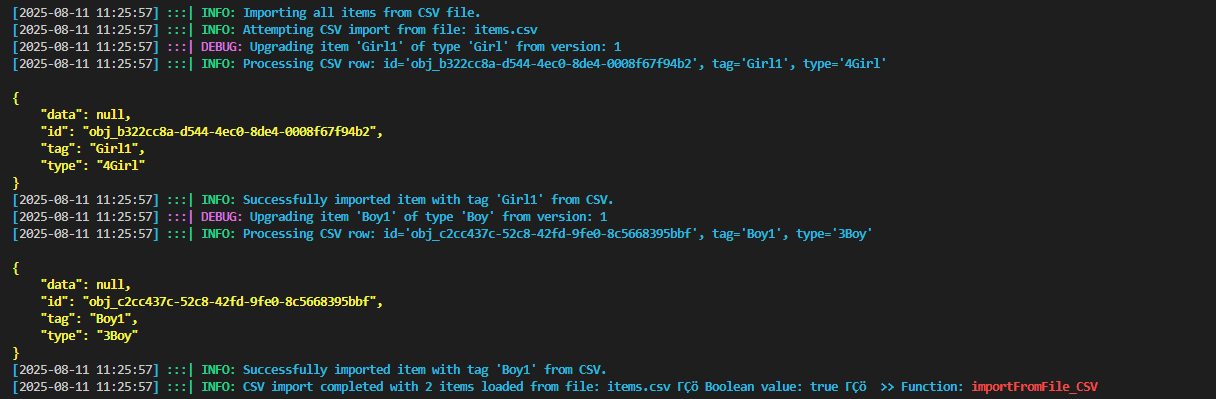 [2025-08-11 11:25:57] :::| INFO: Importing all items from CSV file.
[2025-08-11 11:25:57] :::| INFO: Attempting CSV import from file: items.csv
[2025-08-11 11:25:57] :::| DEBUG: Upgrading item 'Girl1' of type 'Girl' from version: 1
[2025-08-11 11:25:57] :::| INFO: Processing CSV row: id='obj_b322cc8a-d544-4ec0-8de4-0008f67f94b2', tag='Girl1', type='4Girl'
{
    "data": null,
    "id": "obj_b322cc8a-d544-4ec0-8de4-0008f67f94b2",
    "tag": "Girl1",
    "type": "4Girl"
}
[2025-08-11 11:25:57] :::| INFO: Successfully imported item with tag 'Girl1' from CSV.
[2025-08-11 11:25:57] :::| DEBUG: Upgrading item 'Boy1' of type 'Boy' from version: 1
[2025-08-11 11:25:57] :::| INFO: Processing CSV row: id='obj_c2cc437c-52c8-42fd-9fe0-8c5668395bbf', tag='Boy1', type='3Boy'
{
    "data": null,
    "id": "obj_c2cc437c-52c8-42fd-9fe0-8c5668395bbf",
    "tag": "Boy1",
    "type": "3Boy"
}
[2025-08-11 11:25:57] :::| INFO: Successfully imported item with tag 'Boy1' from CSV.
[2025-08-11 11:25:57] :::| INFO: CSV import completed with 2 items loaded from file: items.csv ΓÇö Boolean value: true ΓÇö  >> Function: importFromFile_CSV